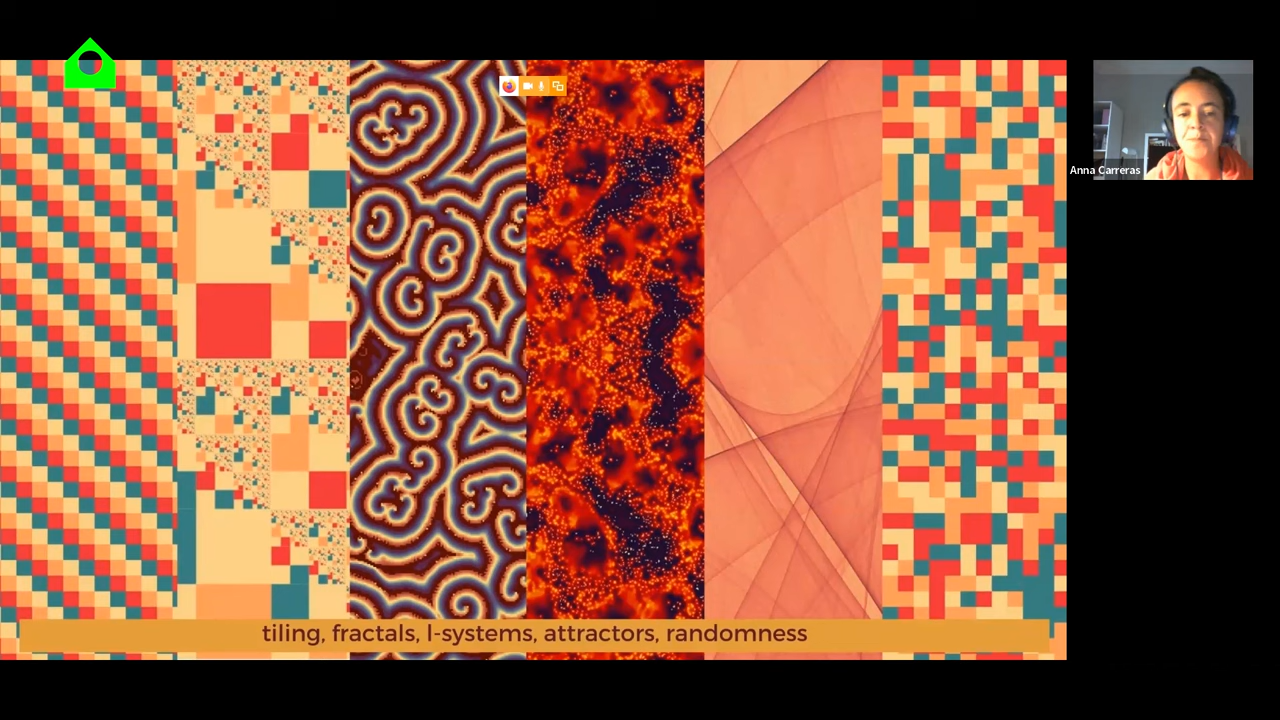 Anna Carreras
tiling, fractals, l-systems, attractors, randomness